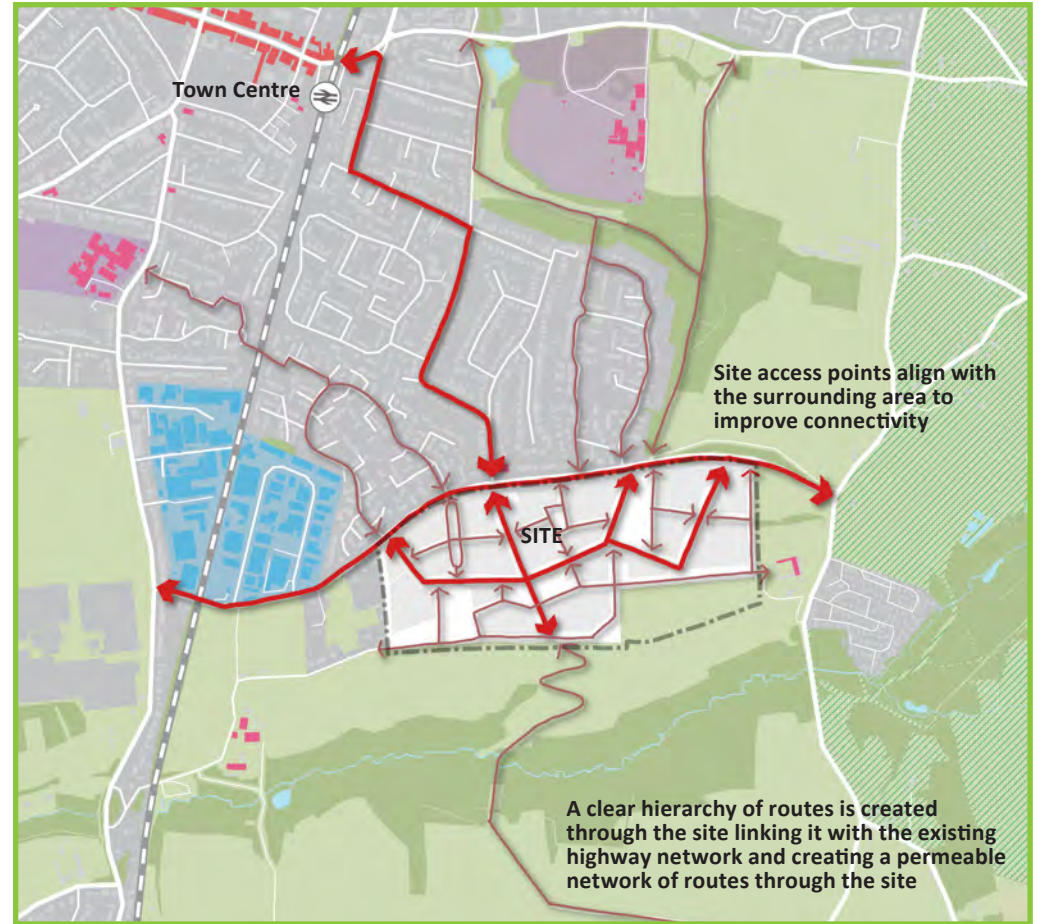 Town Centre
Site access points align with
the surrounding area to
improve connectivity
SITE
A clear hierarchy of routes is created
through the site linking it with the existing
highway network and creating a permeable
network of routes through the site